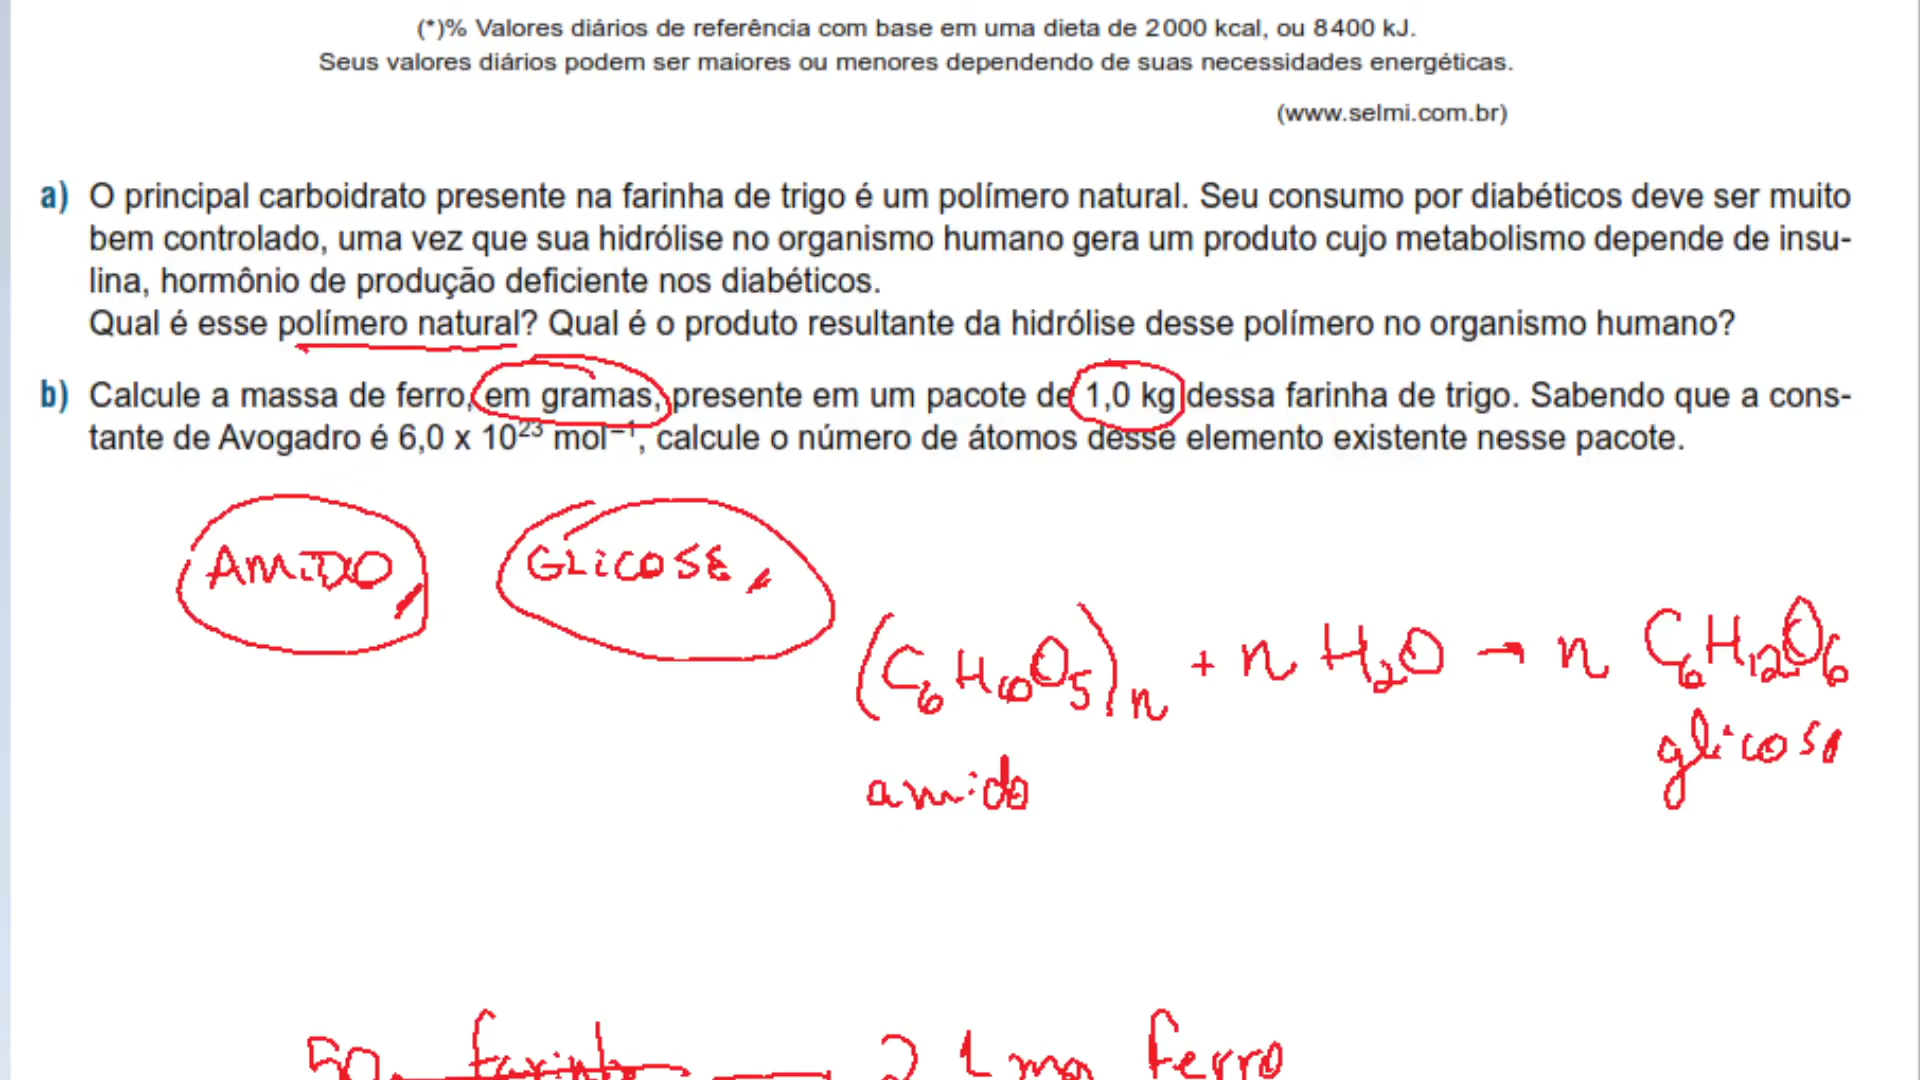 (*)% Valores diários de referência com base em uma dieta de 2000 kcal, ou 8400 kJ.
Seus valores diários podem ser maiores ou menores dependendo de suas necessidades energéticas.
(www.selmi.com.br)
a) O principal carboidrato presente na farinha de trigo é um polímero natural. Seu consumo por diabéticos deve ser muito
bem controlado, uma vez que sua hidrólise no organismo humano gera um produto cujo metabolismo depende de insu-
lina, hormônio de produção deficiente nos diabéticos.
Qual é esse polímero natural? Qual é o produto resultante da hidrólise desse polímero no organismo humano?
b) Calcule a massa de ferro, em gramas, presente em um pacote de 1,0 kg dessa farinha de trigo. Sabendo que a cons-
tante de Avogadro é 6,0 x 10²³ mol⁻¹, calcule o número de átomos desse elemento existente nesse pacote.
AMIDO, GLICOSE,
(C₆H₁₀O₅)ₙ + n H₂O → n C₆H₁₂O₆
amido glicose
50 farinha — 2,1 mg ferro